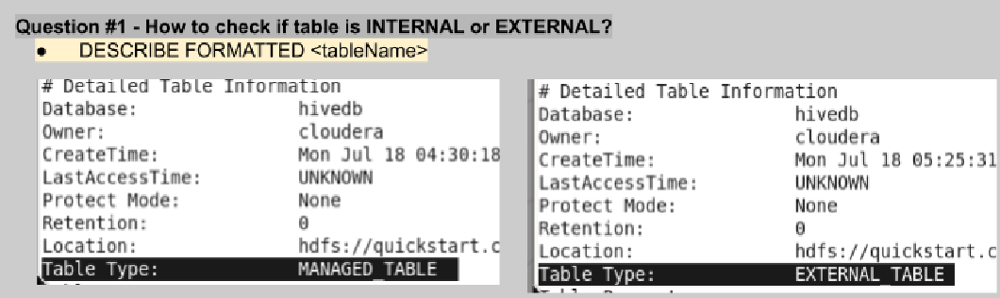 Question #1 - How to check if table is INTERNAL or EXTERNAL?
● DESCRIBE FORMATTED <tableName>
# Detailed Table Information
Database: hivedb
Owner: cloudera
CreateTime: Mon Jul 18 04:30:18
LastAccessTime: UNKNOWN
Protect Mode: None
Retention: 0
Location: hdfs://quickstart.c
Table Type: MANAGED_TABLE
# Detailed Table Information
Database: hivedb
Owner: cloudera
CreateTime: Mon Jul 18 05:25:31
LastAccessTime: UNKNOWN
Protect Mode: None
Retention: 0
Location: hdfs://quickstart.c
Table Type: EXTERNAL_TABLE